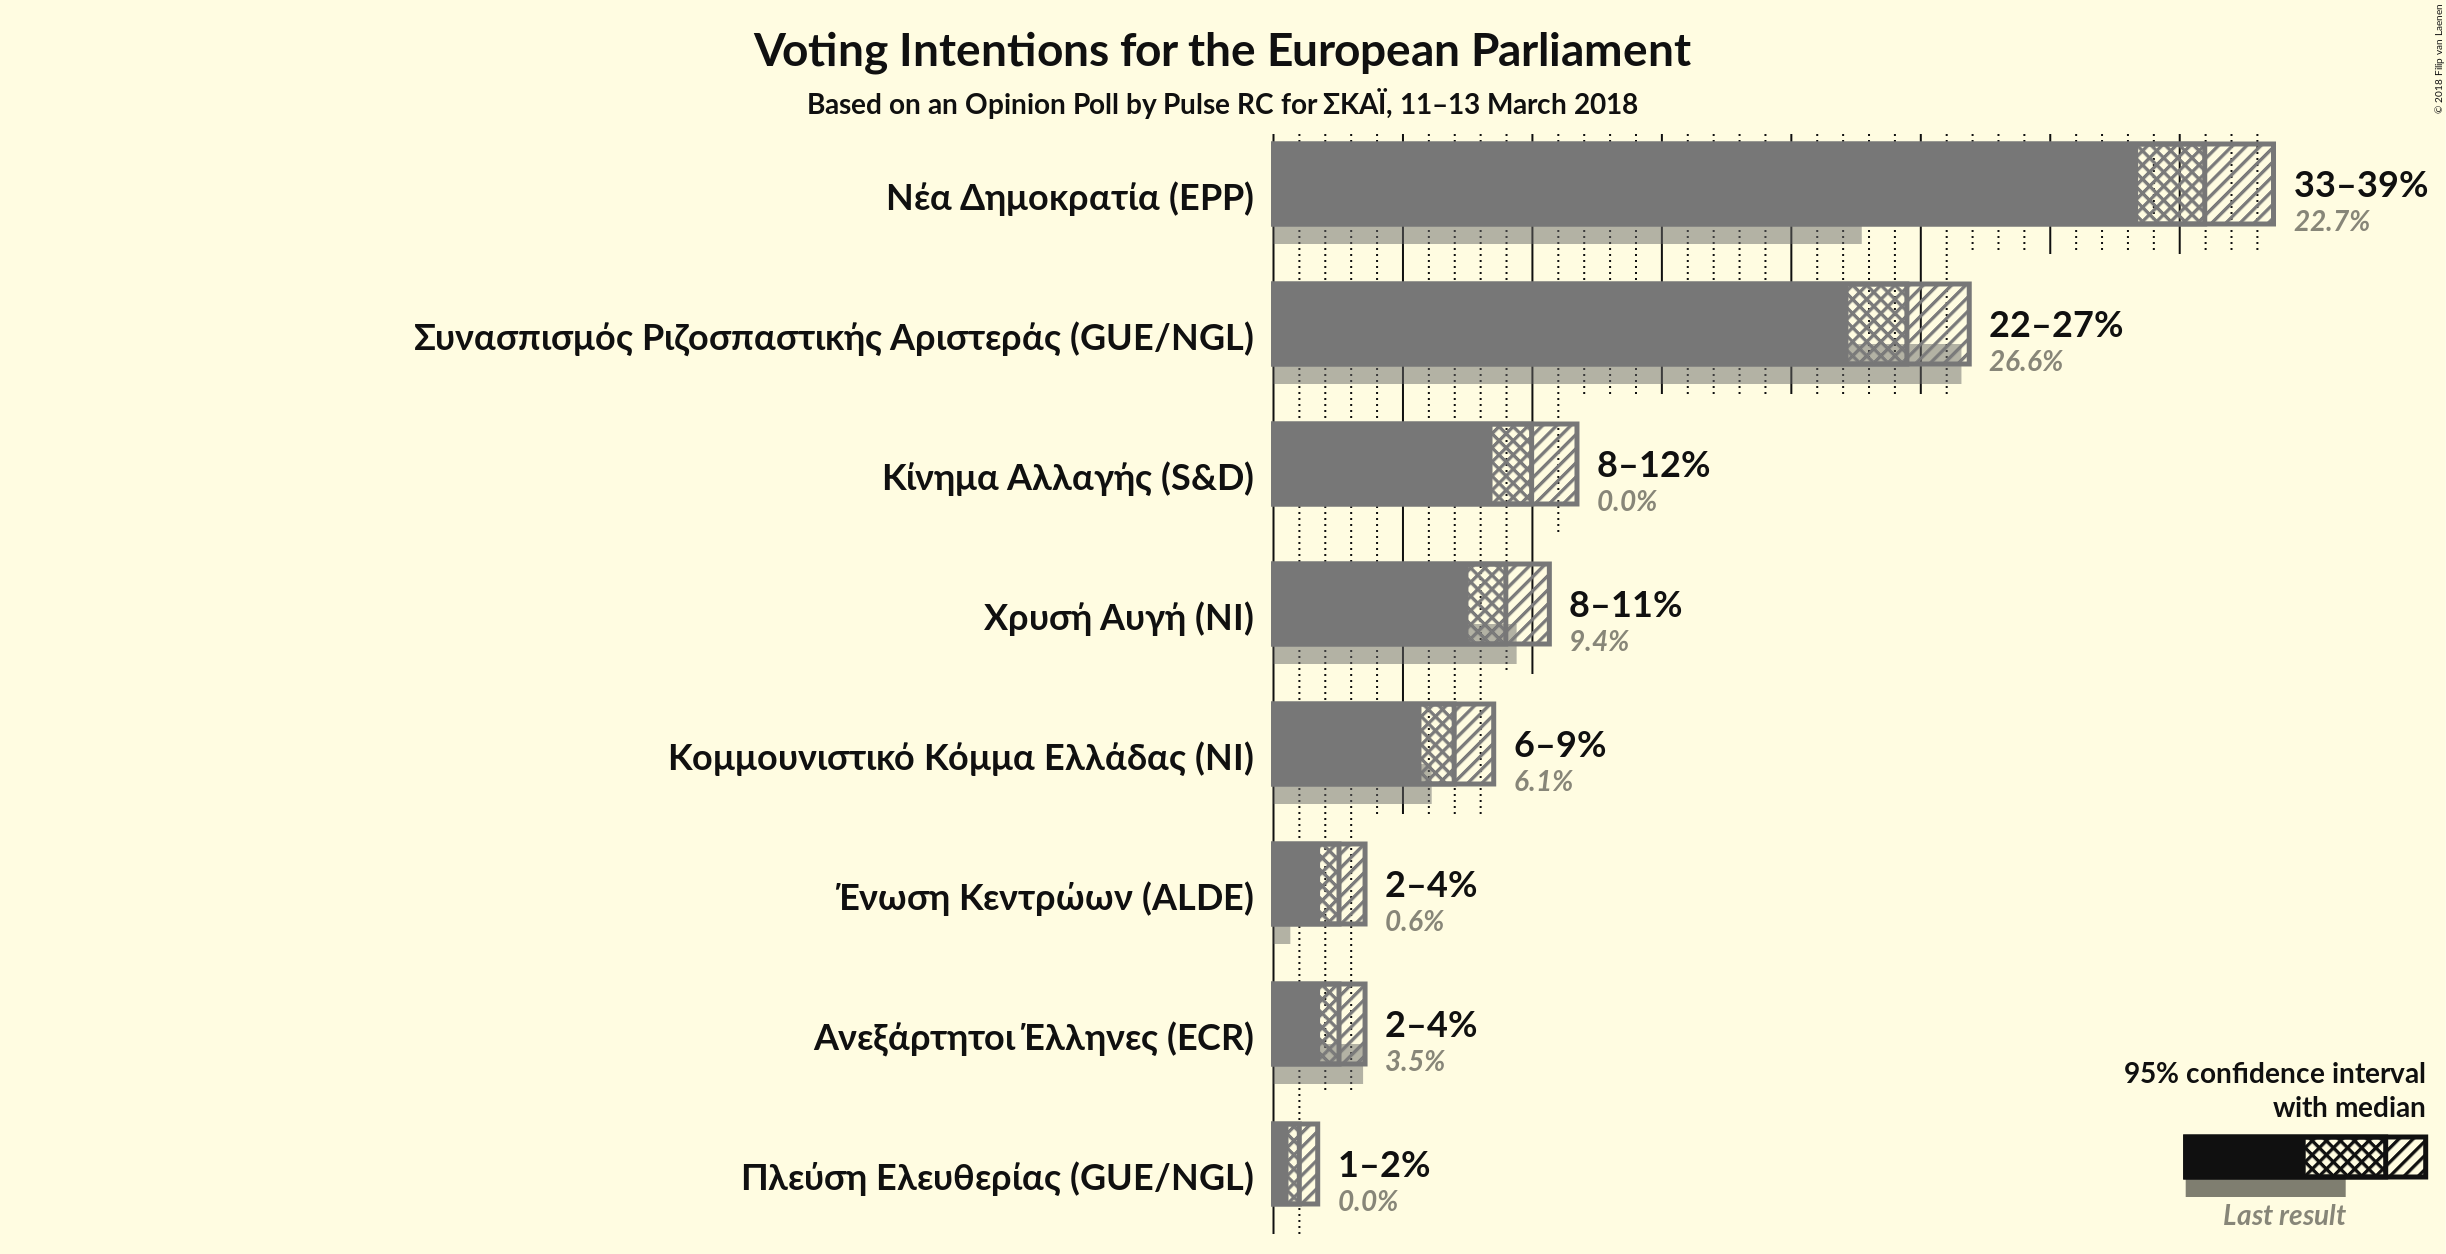 Voting Intentions for the European Parliament
Based on an Opinion Poll by Pulse RC for ΣΚΑΪ, 11–13 March 2018
© 2018 Filip van Laenen
Νέα Δημοκρατία (EPP)
33–39%
22.7%
Συνασπισμός Ριζοσπαστικής Αριστεράς (GUE/NGL)
22–27%
26.6%
Κίνημα Αλλαγής (S&D)
8–12%
0.0%
Χρυσή Αυγή (NI)
8–11%
9.4%
Κομμουνιστικό Κόμμα Ελλάδας (NI)
6–9%
6.1%
Ένωση Κεντρώων (ALDE)
2–4%
0.6%
Ανεξάρτητοι Έλληνες (ECR)
2–4%
3.5%
Πλεύση Ελευθερίας (GUE/NGL)
1–2%
0.0%
95% confidence interval
with median
Last result